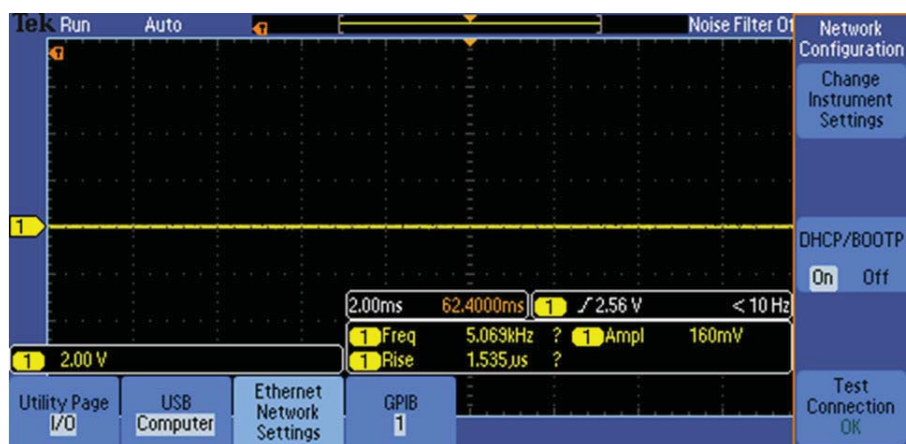 Tek Run Auto Noise Filter Of
Network
Configuration
Change
Instrument
Settings
1
DHCP/BOOTP
On Off
2.00ms 62.4000ms 1 2.56 V < 10 Hz
1 Freq 5.069kHz ? 1 Ampl 160mV
1 Rise 1.535µs ?
1 2.00 V
Utility Page
I/O
USB
Computer
Ethernet
Network
Settings
GPIB
1
Test
Connection
OK